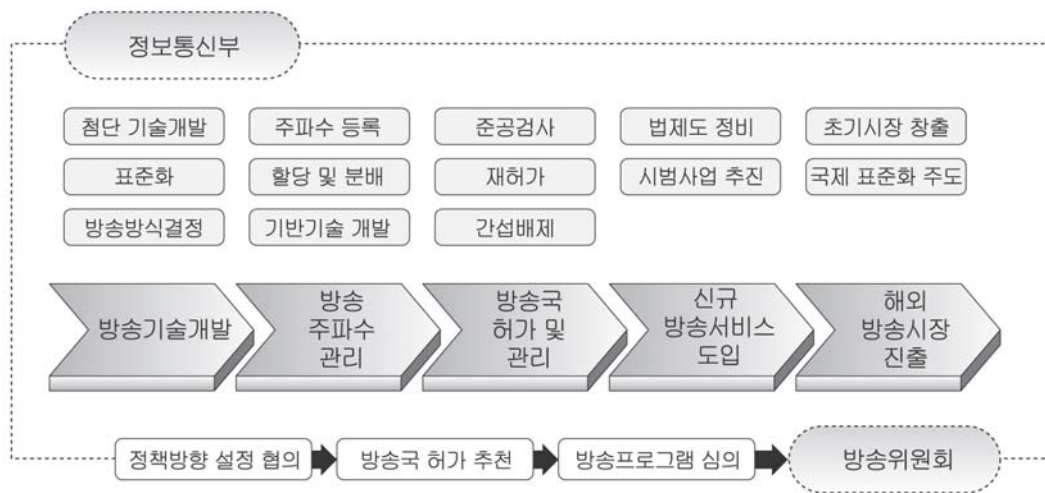 정보통신부
첨단 기술개발
주파수 등록
준공검사
법제도 정비
초기시장 창출
표준화
할당 및 분배
재허가
시범사업 추진
국제 표준화 주도
방송방식결정
기반기술 개발
간섭배제
방송기술개발
방송
주파수
관리
방송국
허가 및
관리
신규
방송서비스
도입
해외
방송시장
진출
정책방향 설정 협의
방송국 허가 추천
방송프로그램 심의
방송위원회